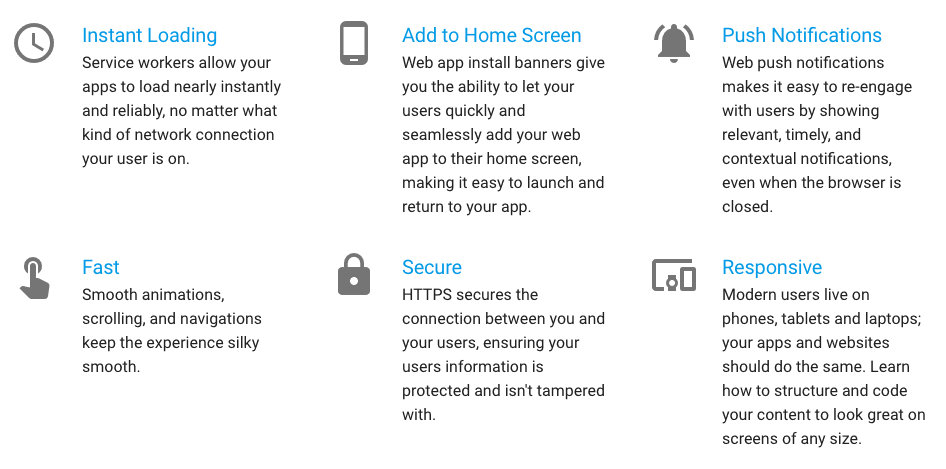 Instant Loading
Service workers allow your
apps to load nearly instantly
and reliably, no matter what
kind of network connection
your user is on.
Add to Home Screen
Web app install banners give
you the ability to let your
users quickly and
seamlessly add your web
app to their home screen,
making it easy to launch and
return to your app.
Push Notifications
Web push notifications
makes it easy to re-engage
with users by showing
relevant, timely, and
contextual notifications,
even when the browser is
closed.
Fast
Smooth animations,
scrolling, and navigations
keep the experience silky
smooth.
Secure
HTTPS secures the
connection between you and
your users, ensuring your
users information is
protected and isn't tampered
with.
Responsive
Modern users live on
phones, tablets and laptops;
your apps and websites
should do the same. Learn
how to structure and code
your content to look great on
screens of any size.